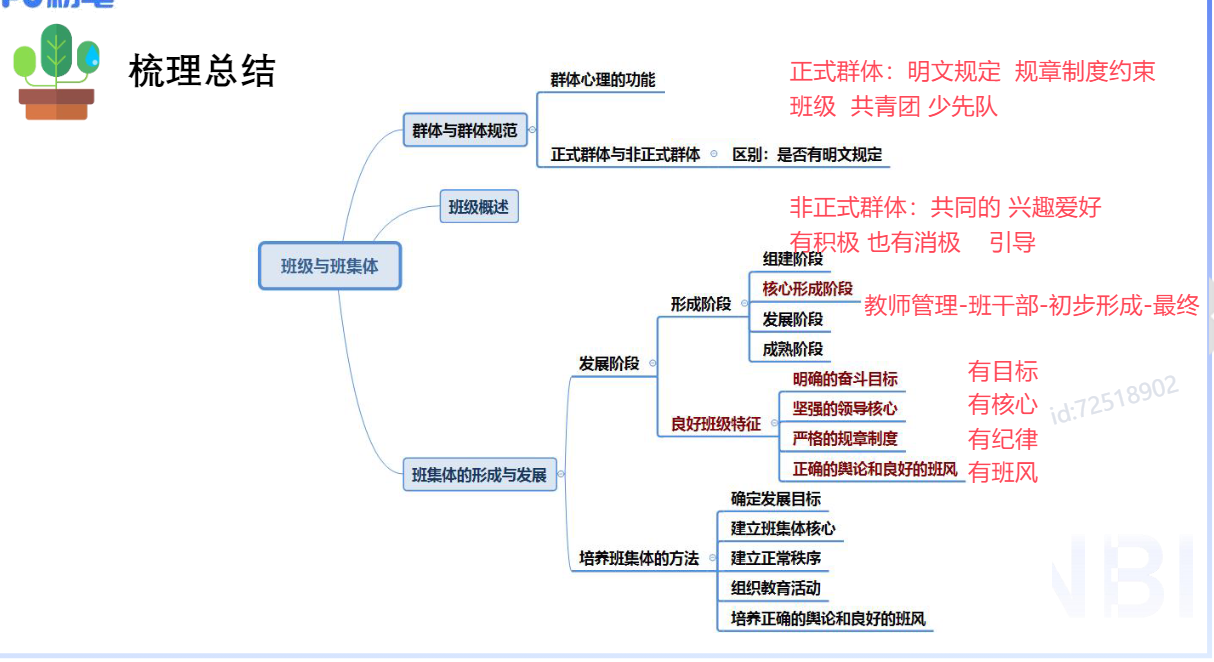 梳理总结
群体心理的功能
正式群体：明文规定 规章制度约束
班级 共青团 少先队
群体与群体规范
正式群体与非正式群体
区别：是否有明文规定
班级概述
非正式群体：共同的 兴趣爱好
有积极 也有消极 引导
班级与班集体
组建阶段
核心形成阶段
形成阶段
教师管理-班干部-初步形成-最终
发展阶段
成熟阶段
发展阶段
明确的奋斗目标
有目标
坚强的领导核心
有核心
id:72518902
良好班级特征
严格的规章制度
有纪律
正确的舆论和良好的班风
有班风
班集体的形成与发展
确定发展目标
建立班集体核心
培养班集体的方法
建立正常秩序
组织教育活动
培养正确的舆论和良好的班风